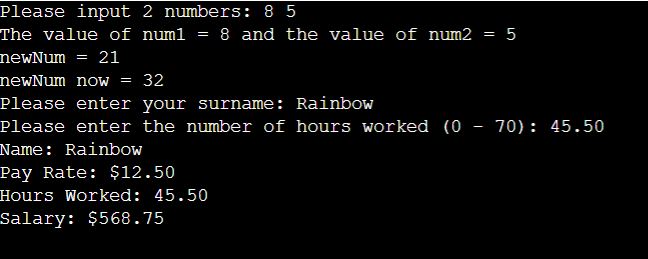 Please input 2 numbers: 8 5
The value of num1 = 8 and the value of num2 = 5
newNum = 21
newNum now = 32
Please enter your surname: Rainbow
Please enter the number of hours worked (0 - 70): 45.50
Name: Rainbow
Pay Rate: $12.50
Hours Worked: 45.50
Salary: $568.75